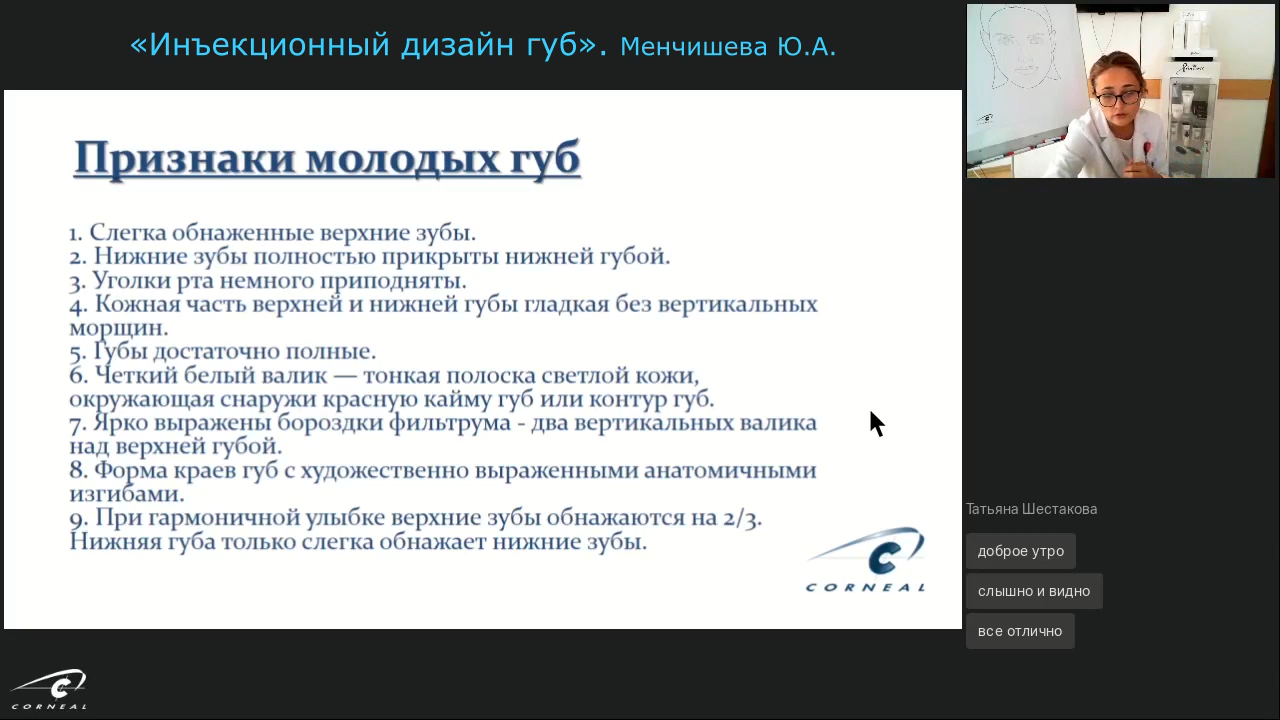 «Инъекционный дизайн губ». Менчишева Ю.А.
Признаки молодых губ
1. Слегка обнаженные верхние зубы.
2. Нижние зубы полностью прикрыты нижней губой.
3. Уголки рта немного приподняты.
4. Кожная часть верхней и нижней губы гладкая без вертикальных
морщин.
5. Губы достаточно полные.
6. Четкий белый валик — тонкая полоска светлой кожи,
окружающая снаружи красную кайму губ или контур губ.
7. Ярко выражены бороздки фильтрума - два вертикальных валика
над верхней губой.
8. Форма краев губ с художественно выраженными анатомичными
изгибами.
9. При гармоничной улыбке верхние зубы обнажаются на 2/3.
Нижняя губа только слегка обнажает нижние зубы.
CORNEAL
Татьяна Шестакова
доброе утро
слышно и видно
все отлично
CORNEAL